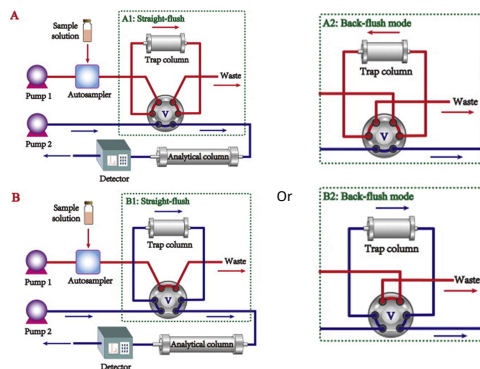 A
A1: Straight-flush
Sample
solution
Trap column
Waste
Pump 1
Autosampler
V
Pump 2
Analytical column
Detector
A2: Back-flush mode
Trap column
Waste
V
B
B1: Straight-flush
Sample
solution
Trap column
Waste
Pump 1
Autosampler
V
Pump 2
Analytical column
Detector
Or
B2: Back-flush mode
Trap column
Waste
V